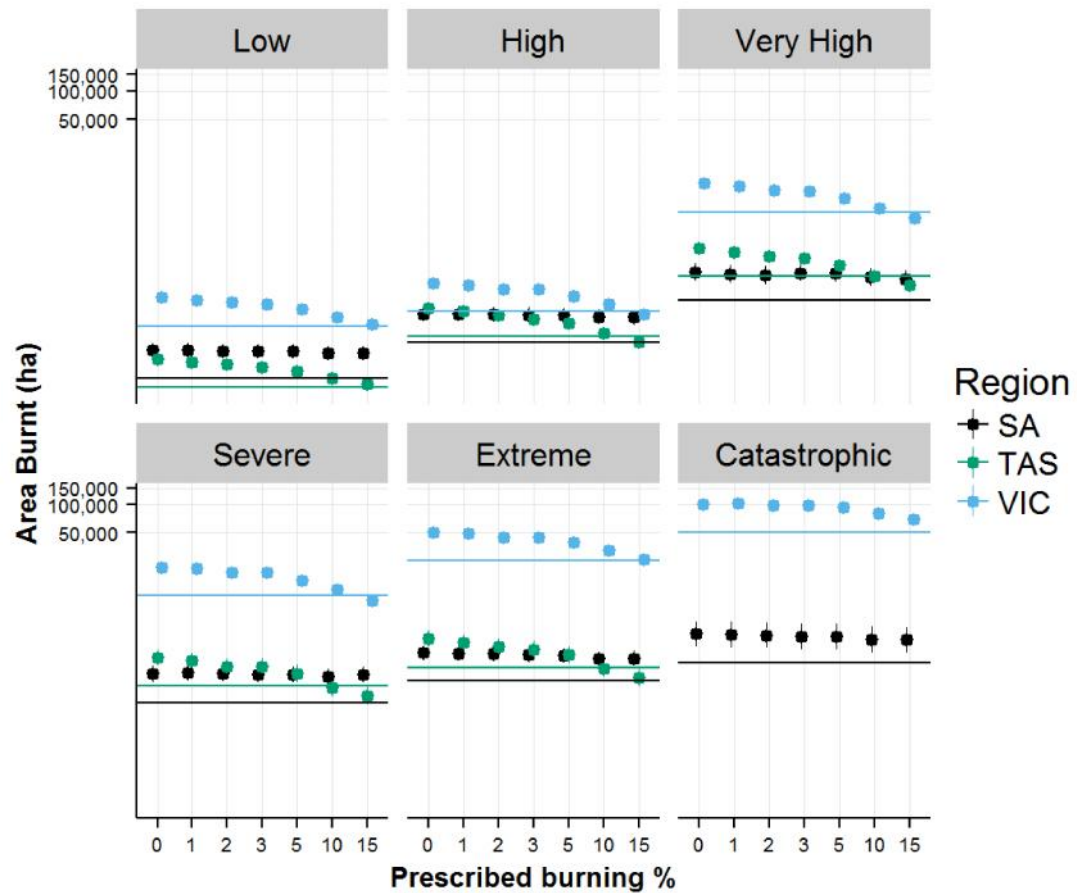 Low High Very High
150,000
100,000
50,000
Severe Extreme Catastrophic
150,000
100,000
50,000
Area Burnt (ha)
0 1 2 3 5 10 15 0 1 2 3 5 10 15 0 1 2 3 5 10 15
Prescribed burning %
Region
SA
TAS
VIC